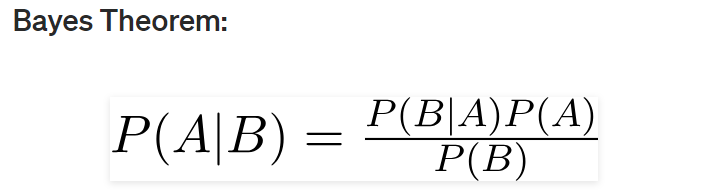 Bayes Theorem:
P(A|B) = P(B|A)P(A) / P(B)